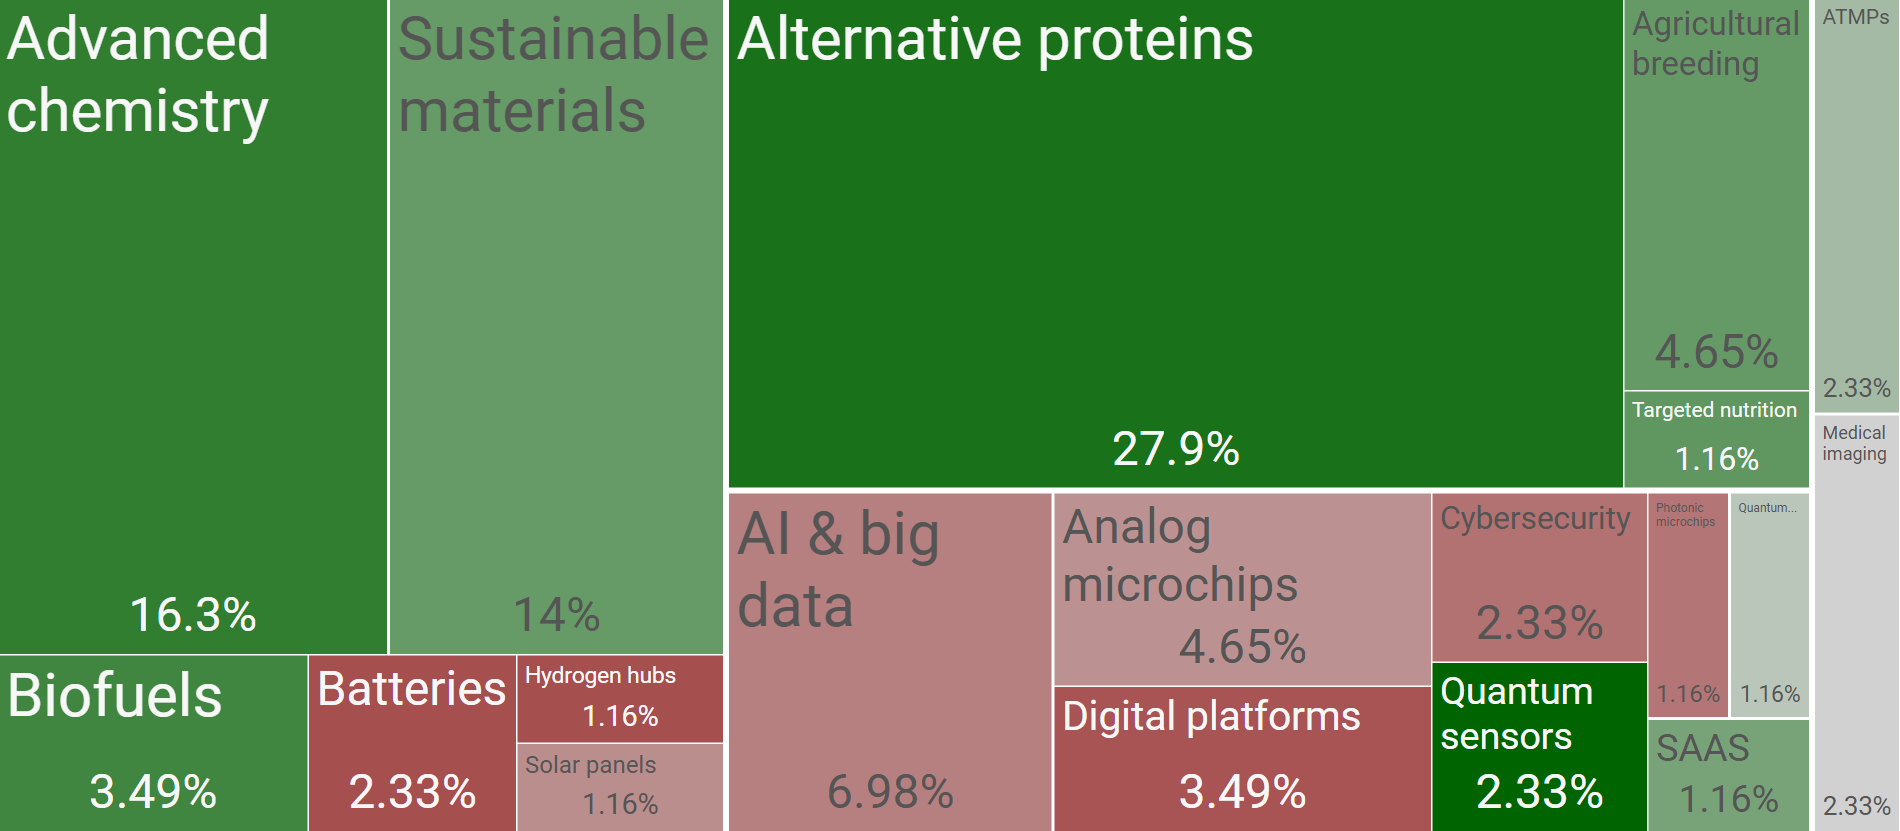 Advanced
chemistry
16.3%
Sustainable
materials
14%
Biofuels
3.49%
Batteries
2.33%
Hydrogen hubs
1.16%
Solar panels
1.16%
Alternative proteins
27.9%
Agricultural
breeding
4.65%
Targeted nutrition
1.16%
AI & big
data
6.98%
Analog
microchips
4.65%
Digital platforms
3.49%
Cybersecurity
2.33%
Quantum
sensors
2.33%
Photonic
microchips
1.16%
Quantum...
1.16%
SAAS
1.16%
ATMPs
2.33%
Medical
imaging
2.33%